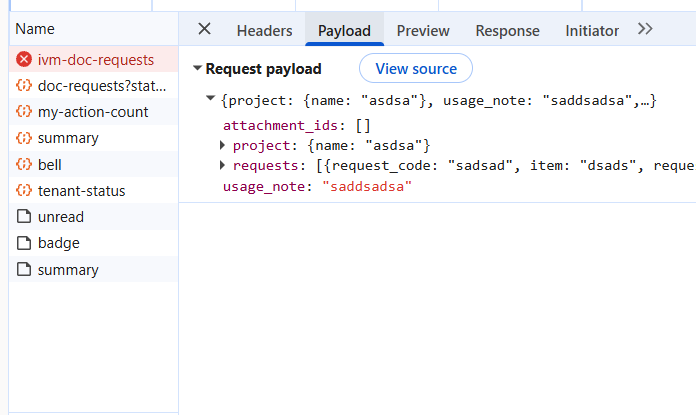 Name
Headers Payload Preview Response Initiator
ivm-doc-requests
doc-requests?stat...
my-action-count
summary
bell
tenant-status
unread
badge
summary
Request payload View source
{project: {name: "asdsa"}, usage_note: "saddsadsa",…}
attachment_ids: []
project: {name: "asdsa"}
requests: [{request_code: "sadsad", item: "dsads", reque
usage_note: "saddsadsa"